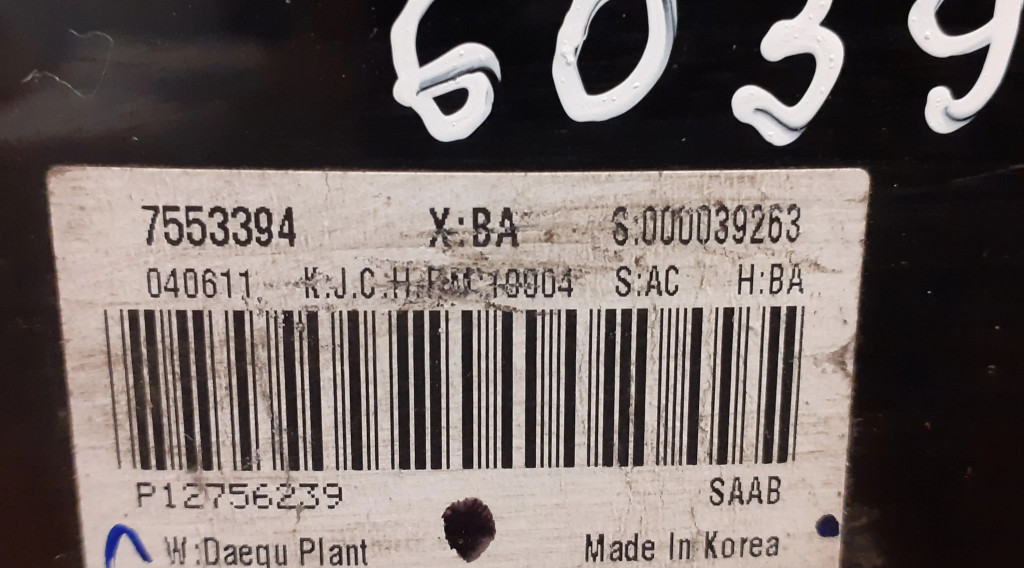 6039
7553394 X:BA S:000039263
040611 S:AC H:BA
P12756239 SAAB
W:Daegu Plant Made In Korea